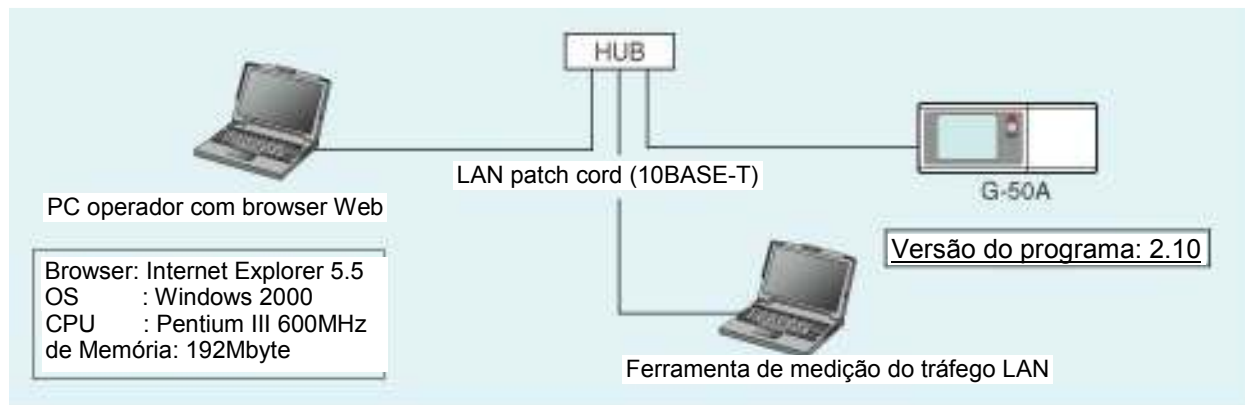 HUB
LAN patch cord (10BASE-T)
G-50A
PC operador com browser Web
Versão do programa: 2.10
Browser: Internet Explorer 5.5
OS : Windows 2000
CPU : Pentium III 600MHz
de Memória: 192Mbyte
Ferramenta de medição do tráfego LAN